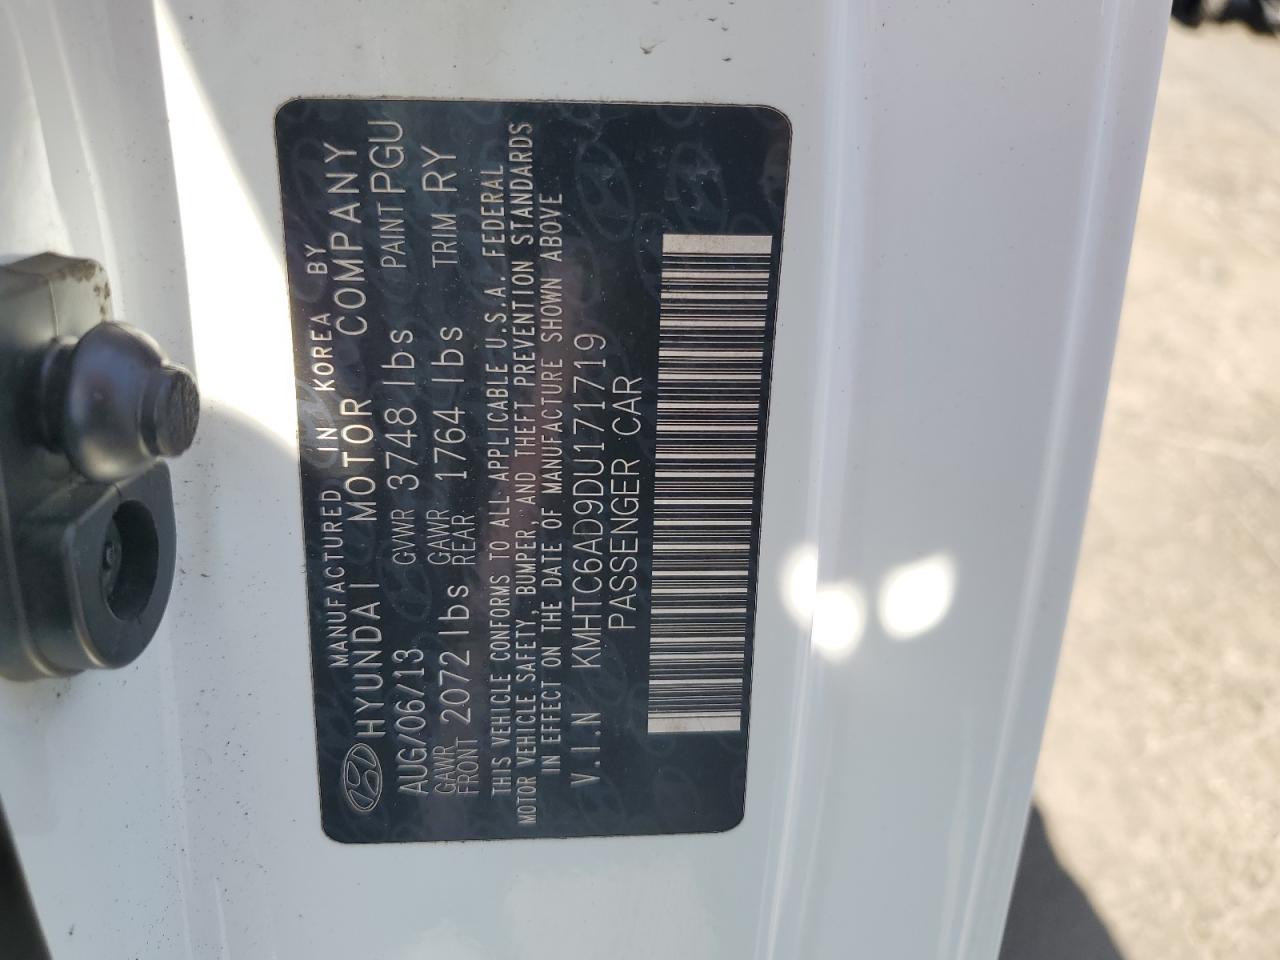 MANUFACTURED IN KOREA BY
HYUNDAI MOTOR COMPANY
AUG/06/13 GVWR 3748 lbs PAINT PGU
GAWR FRONT 2072 lbs GAWR REAR 1764 lbs TRIM RY
THIS VEHICLE CONFORMS TO ALL APPLICABLE U.S.A. FEDERAL
MOTOR VEHICLE SAFETY, BUMPER, AND THEFT PREVENTION STANDARDS
IN EFFECT ON THE DATE OF MANUFACTURE SHOWN ABOVE
V.I.N KMHTC6AD9DU171719
PASSENGER CAR